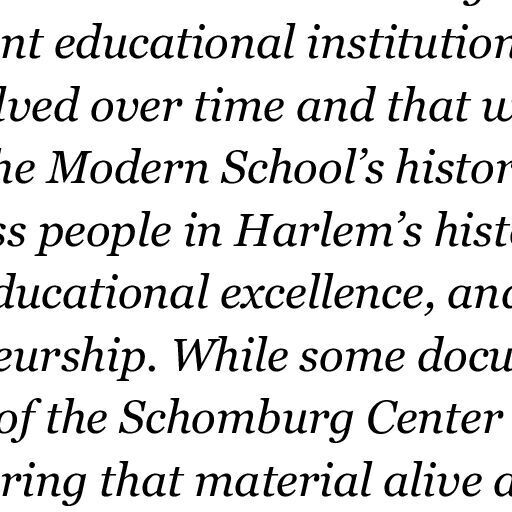 nt educational institution
lved over time and that w
he Modern School’s histor
ss people in Harlem’s hist
ducational excellence, and
eurship. While some docu
of the Schomburg Center
ring that material alive a